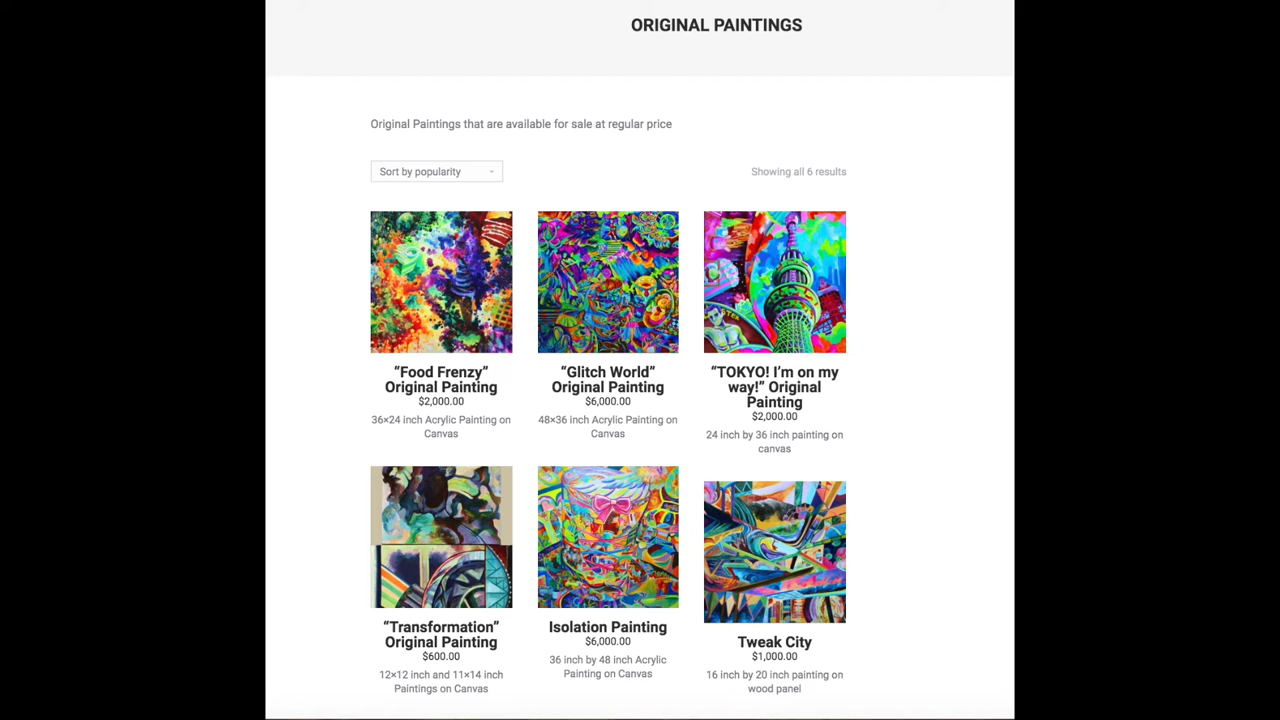 ORIGINAL PAINTINGS
Original Paintings that are available for sale at regular price
Sort by popularity
Showing all 6 results
“Food Frenzy”
Original Painting
$2,000.00
36×24 inch Acrylic Painting on
Canvas
“Glitch World”
Original Painting
$6,000.00
48×36 inch Acrylic Painting on
Canvas
“TOKYO! I’m on my
way!” Original
Painting
$2,000.00
24 inch by 36 inch painting on
canvas
“Transformation”
Original Painting
$600.00
12×12 inch and 11×14 inch
Paintings on Canvas
Isolation Painting
$6,000.00
36 inch by 48 inch Acrylic
Painting on Canvas
Tweak City
$1,000.00
16 inch by 20 inch painting on
wood panel